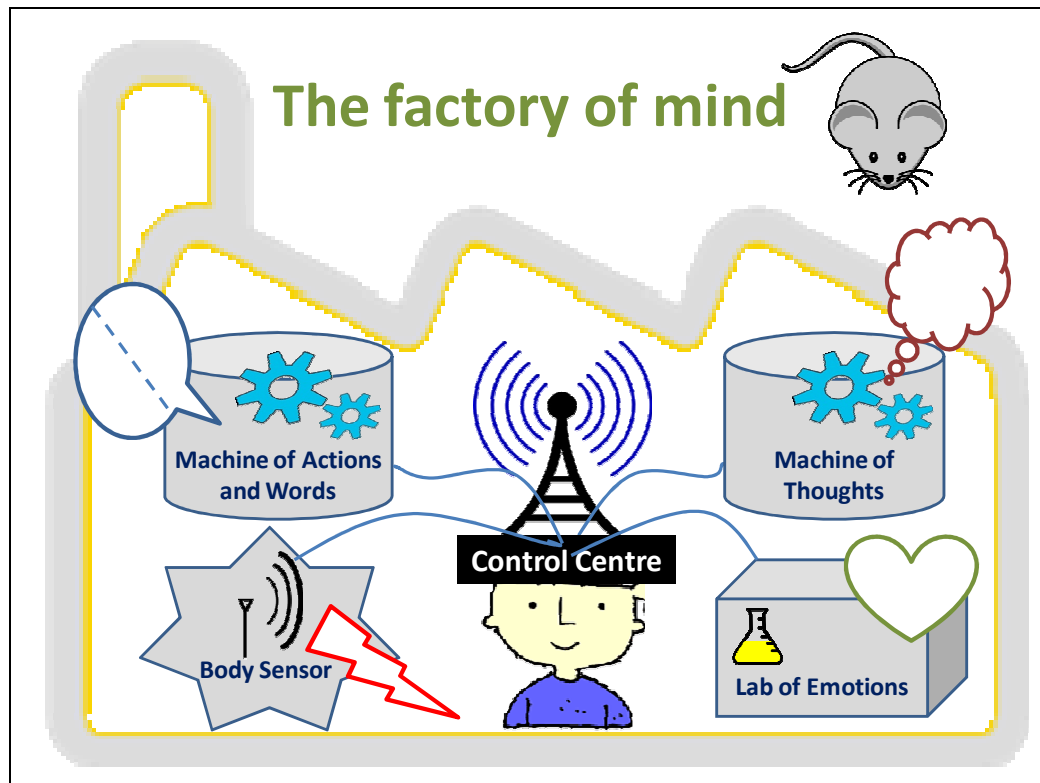 The factory of mind
Machine of Actions
and Words
Machine of
Thoughts
Control Centre
Body Sensor
Lab of Emotions